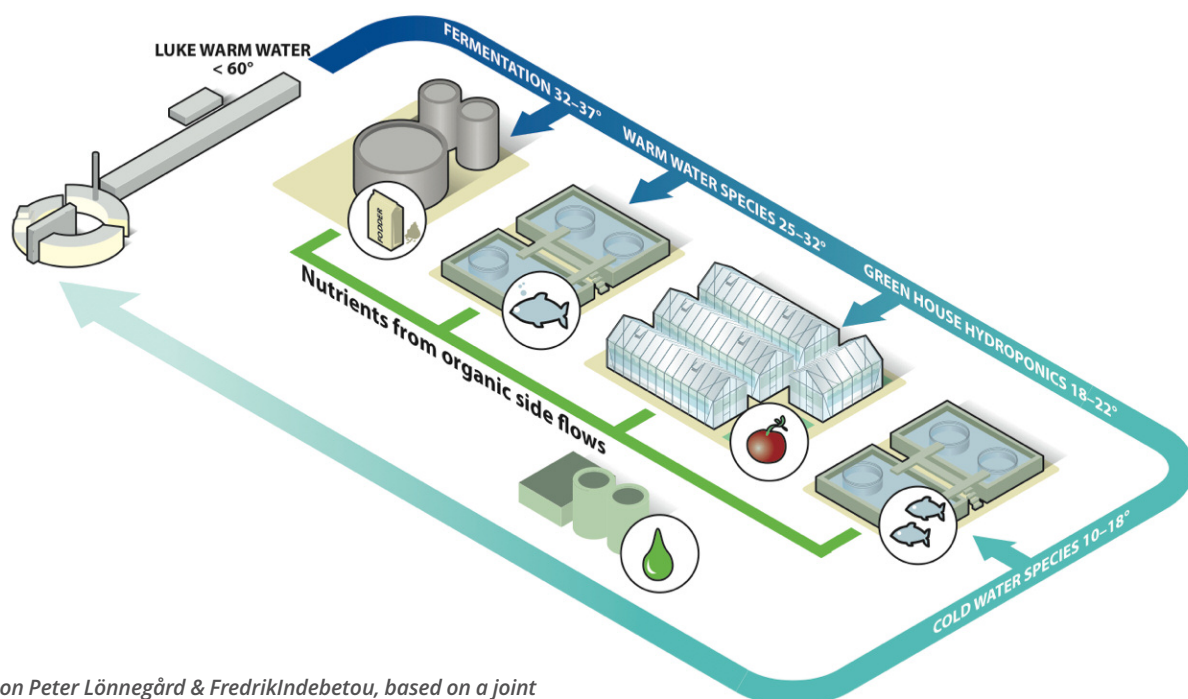 LUKE WARM WATER
< 60°
FERMENTATION 32–37°
WARM WATER SPECIES 25–32°
GREEN HOUSE HYDROPONICS 18–22°
COLD WATER SPECIES 10–18°
FODDER
Nutrients from organic side flows
on Peter Lönnegård & FredrikIndebetou, based on a joint